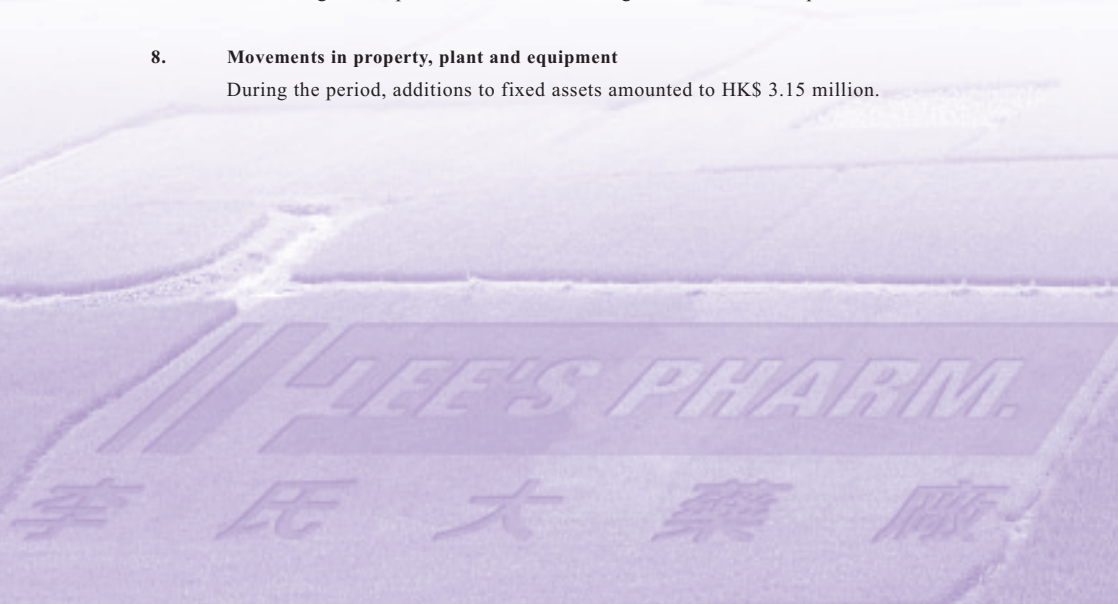 8. Movements in property, plant and equipment
During the period, additions to fixed assets amounted to HK$ 3.15 million.
LEE'S PHARM.
李氏大藥廠